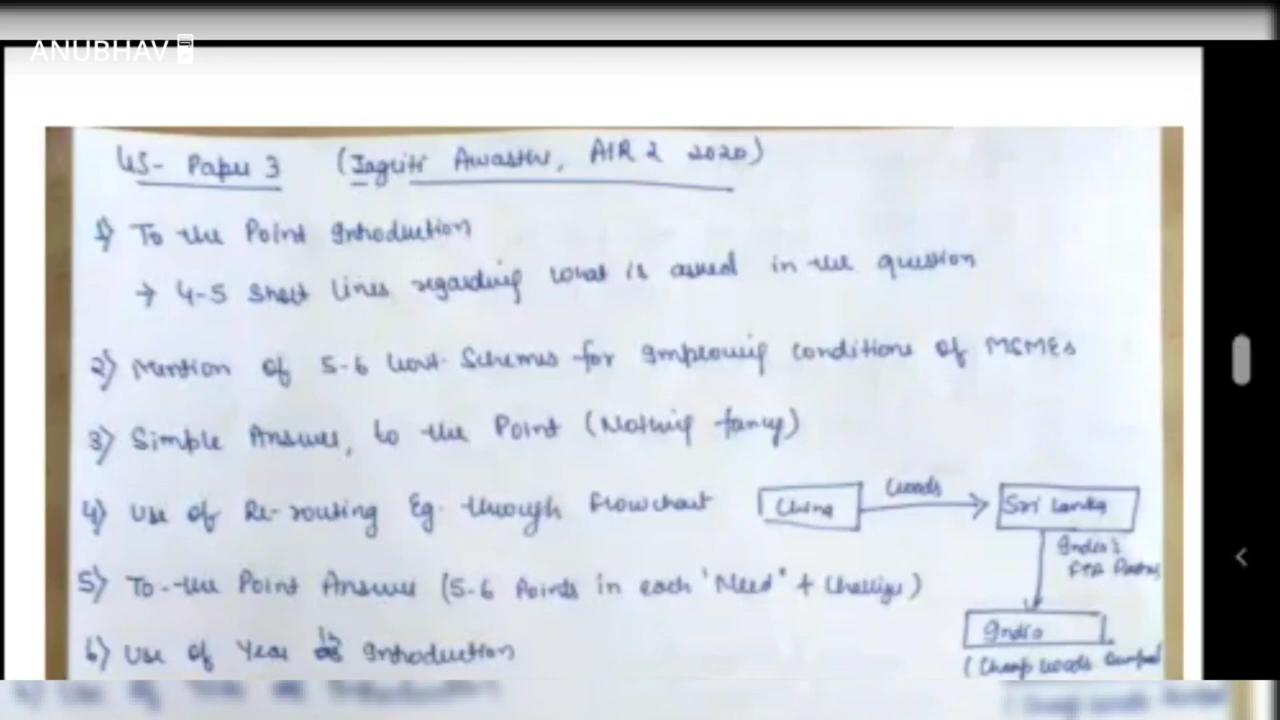 ANUBHAV
GS- Paper 3 (Jagriti Awasthi, AIR 2 2020)
1) To the Point Introduction
→ 4-5 Short lines regarding what is asked in the question
2) Mention of 5-6 Govt. Schemes for Improving conditions of MSMEs
3) Simple Answer, to the Point (Nothing fancy)
4) Use of Re-routing Eg. through Flowchart
China
Goods
Sri Lanka
India's
FTA Partner
5) To-the Point Answer (5-6 Points in each 'Need" + Challenge)
India
6) Use of Year in Introduction
(Cheap Goods Dumped